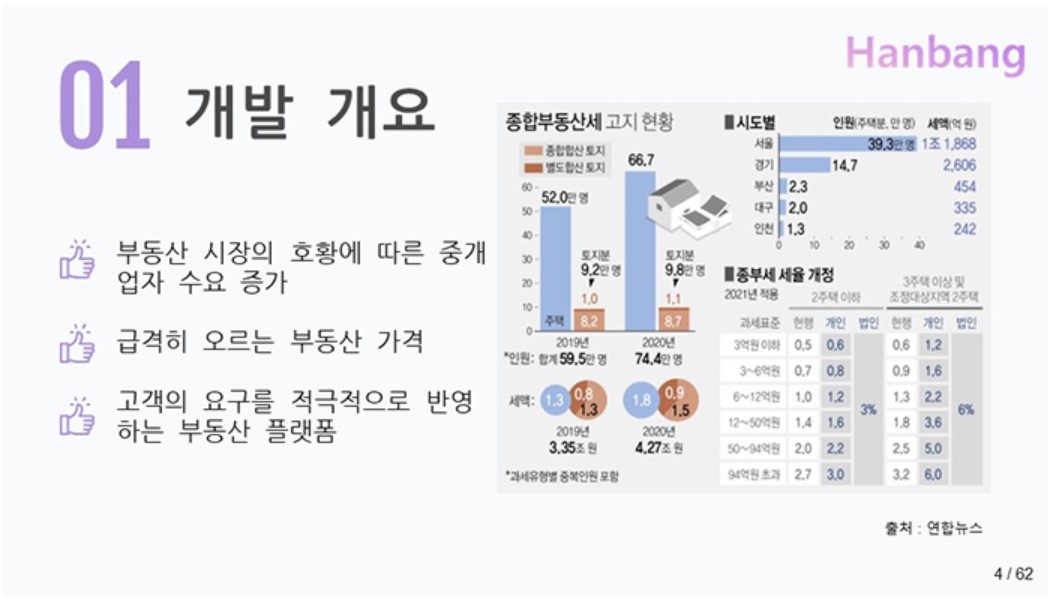 Hanbang
01 개발 개요
부동산 시장의 호황에 따른 중개
업자 수요 증가
급격히 오르는 부동산 가격
고객의 요구를 적극적으로 반영
하는 부동산 플랫폼
종합부동산세 고지 현황
종합합산 토지
별도합산 토지
60
50
40
30
20
10
0
52.0만 명
66.7
토지분
9.2만 명
토지분
9.8만 명
1.0
1.1
주택
8.2
8.7
2019년
2020년
*인원: 합계 59.5만 명
74.4만 명
세액:
1.3
0.8
1.3
1.8
0.9
1.5
2019년
2020년
3.35조 원
4.27조 원
*과세유형별 중복인원 포함
■시도별 인원(주택분, 만 명) 세액(억 원)
서울 39.3만 명 1조 1,868
경기 14.7 2,606
부산 2.3 454
대구 2.0 335
인천 1.3 242
0 10 20 30 40
■종부세 세율 개정
2021년 적용
2주택 이하
3주택 이상 및
조정대상지역 2주택
과세표준 현행 개인 법인 현행 개인 법인
3억원 이하 0.5 0.6 0.6 1.2
3~6억원 0.7 0.8 0.9 1.6
6~12억원 1.0 1.2 1.3 2.2
3% 6%
12~50억원 1.4 1.6 1.8 3.6
50~94억원 2.0 2.2 2.5 5.0
94억원 초과 2.7 3.0 3.2 6.0
출처 : 연합뉴스
4 / 62